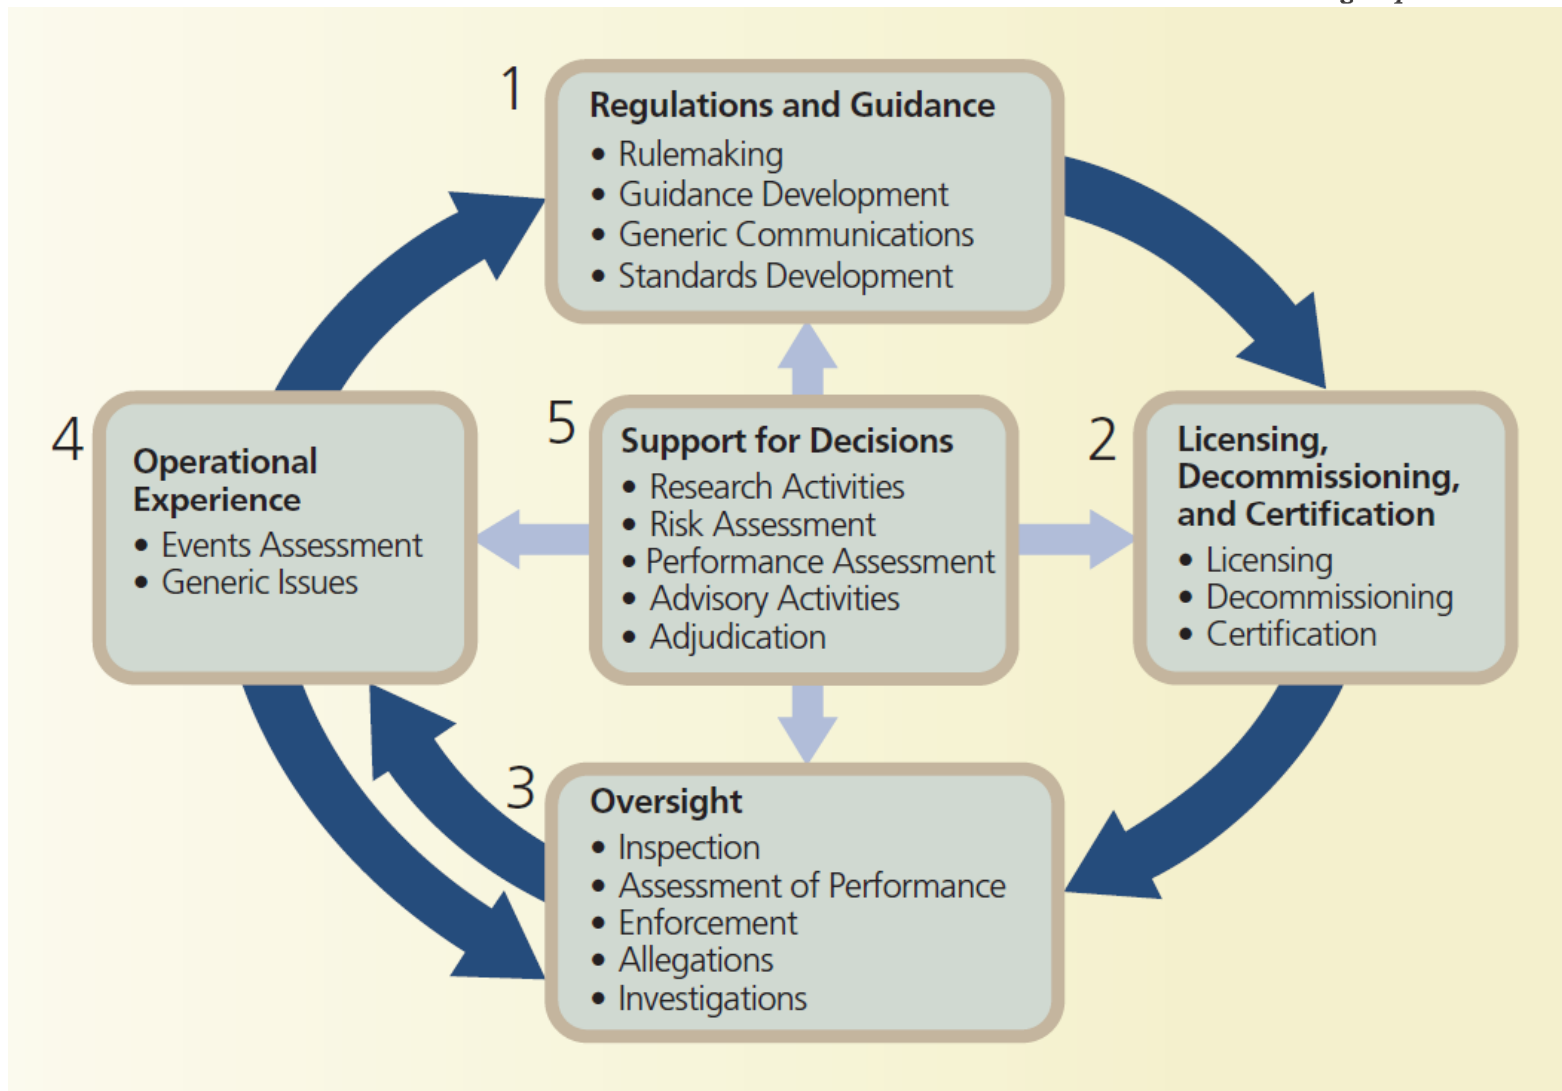 1
Regulations and Guidance
• Rulemaking
• Guidance Development
• Generic Communications
• Standards Development
2
Licensing,
Decommissioning,
and Certification
• Licensing
• Decommissioning
• Certification
3
Oversight
• Inspection
• Assessment of Performance
• Enforcement
• Allegations
• Investigations
4
Operational
Experience
• Events Assessment
• Generic Issues
5
Support for Decisions
• Research Activities
• Risk Assessment
• Performance Assessment
• Advisory Activities
• Adjudication